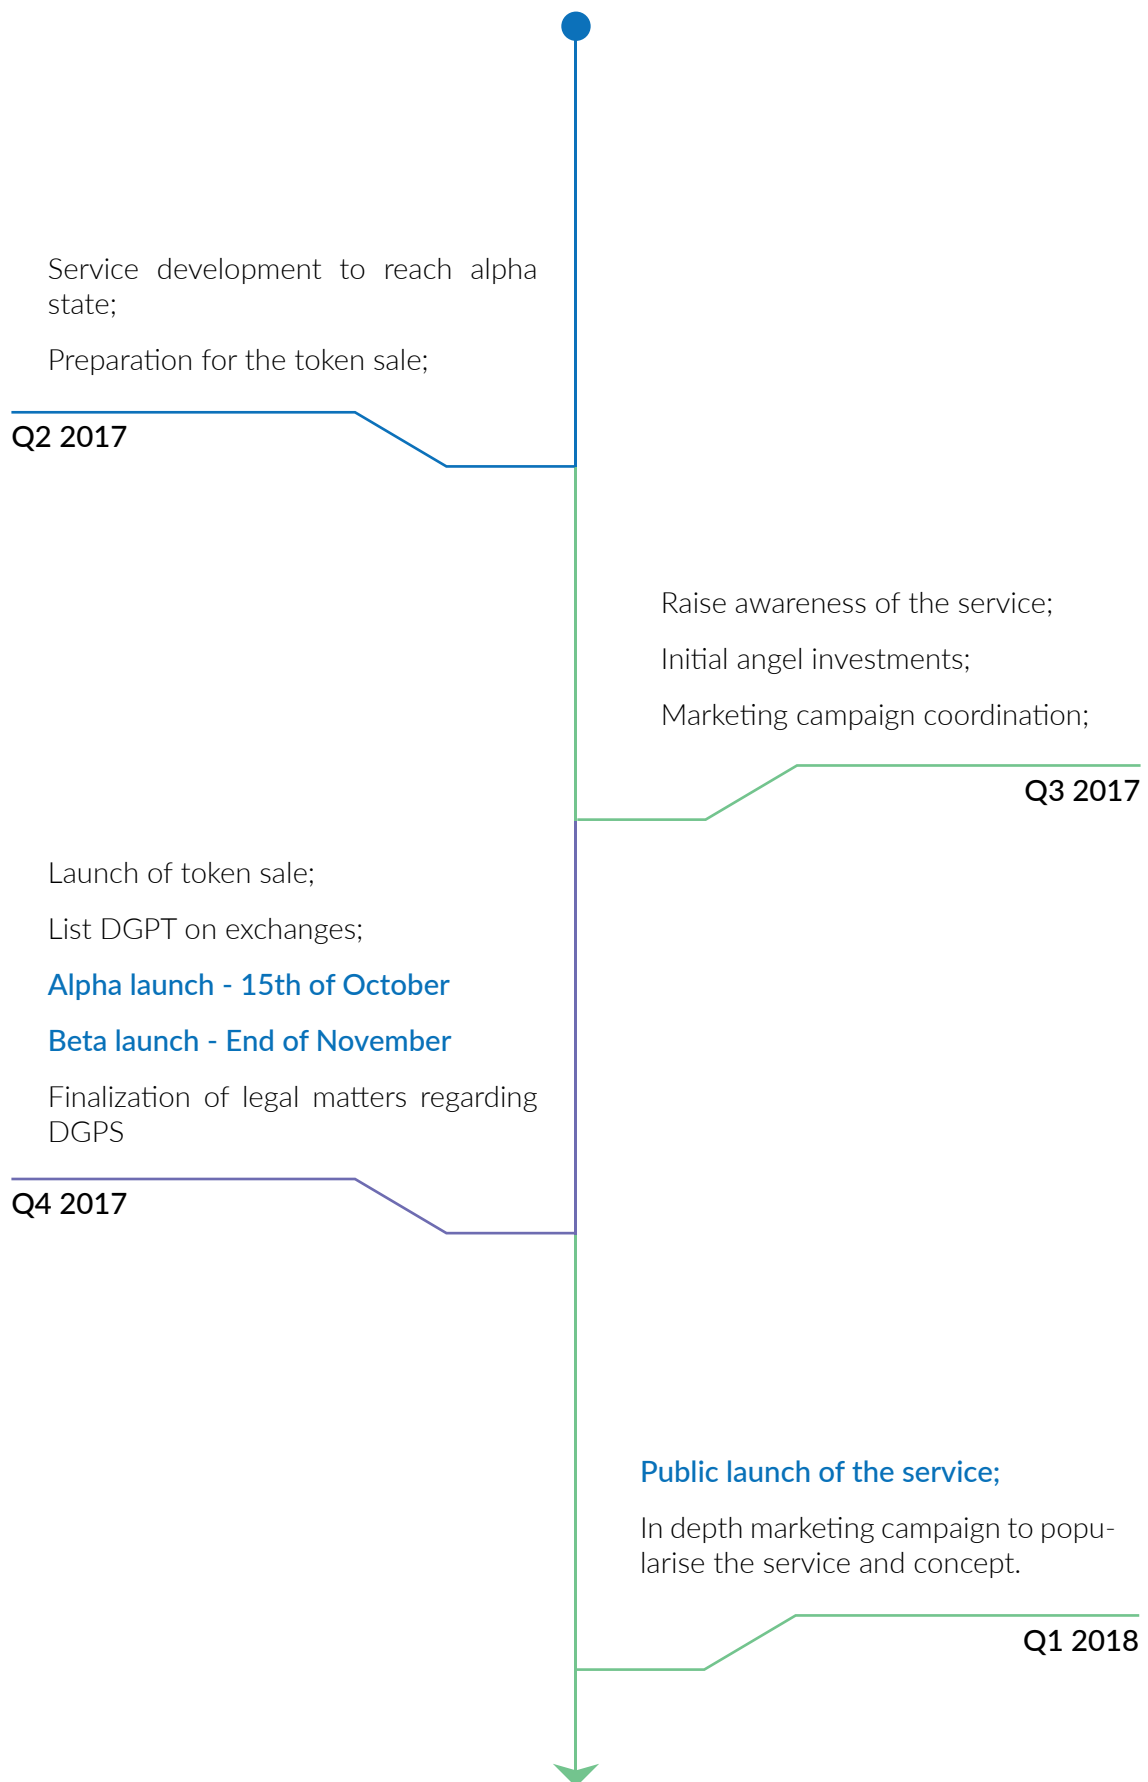 Service development to reach alpha
state;
Preparation for the token sale;
Q2 2017
Raise awareness of the service;
Initial angel investments;
Marketing campaign coordination;
Q3 2017
Launch of token sale;
List DGPT on exchanges;
Alpha launch - 15th of October
Beta launch - End of November
Finalization of legal matters regarding
DGPS
Q4 2017
Public launch of the service;
In depth marketing campaign to popu-
larise the service and concept.
Q1 2018